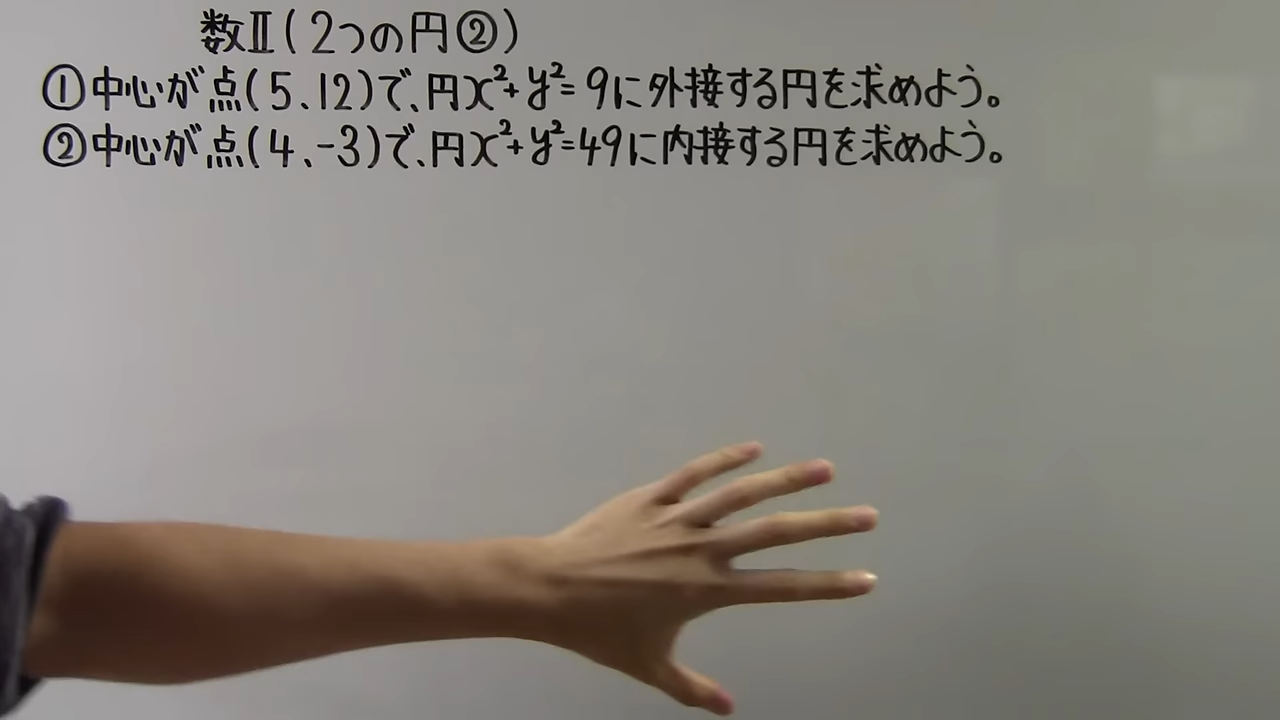 数Ⅱ(2つの円②)
①中心が点(5、12)で、円x²+y²=9に外接する円を求めよう。
②中心が点(4、-3)で、円x²+y²=49に内接する円を求めよう。